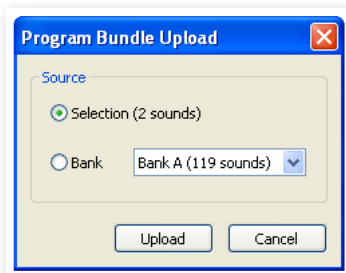 Program Bundle Upload
Source
Selection (2 sounds)
Bank
Bank A (119 sounds)
Upload
Cancel